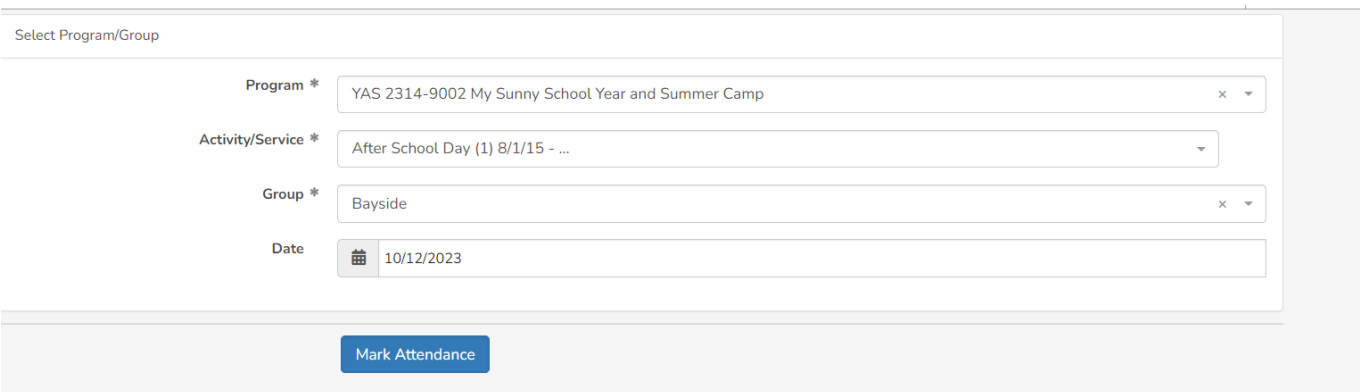 Select Program/Group
Program * YAS 2314-9002 My Sunny School Year and Summer Camp × 
Activity/Service * After School Day (1) 8/1/15 - ...
Group * Bayside ×
Date 10/12/2023
Mark Attendance